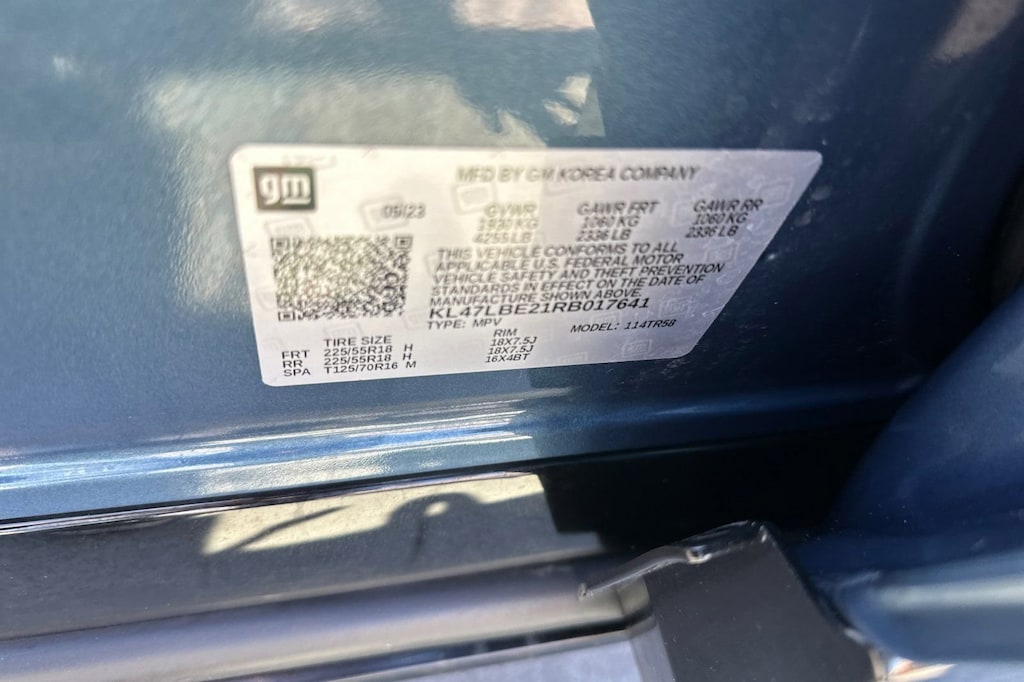 gm
MFD BY GM KOREA COMPANY
09/23
GVWR GAWR FRT GAWR RR
1930 KG 1060 KG 1060 KG
4255 LB 2336 LB 2336 LB
THIS VEHICLE CONFORMS TO ALL
APPLICABLE U.S. FEDERAL MOTOR
VEHICLE SAFETY AND THEFT PREVENTION
STANDARDS IN EFFECT ON THE DATE OF
MANUFACTURE SHOWN ABOVE.
KL47LBE21RB017641
TYPE: MPV MODEL: 114TR58
TIRE SIZE RIM
FRT 225/55R18 H 18X7.5J
RR 225/55R18 H 18X7.5J
SPA T125/70R16 M 16X4BT